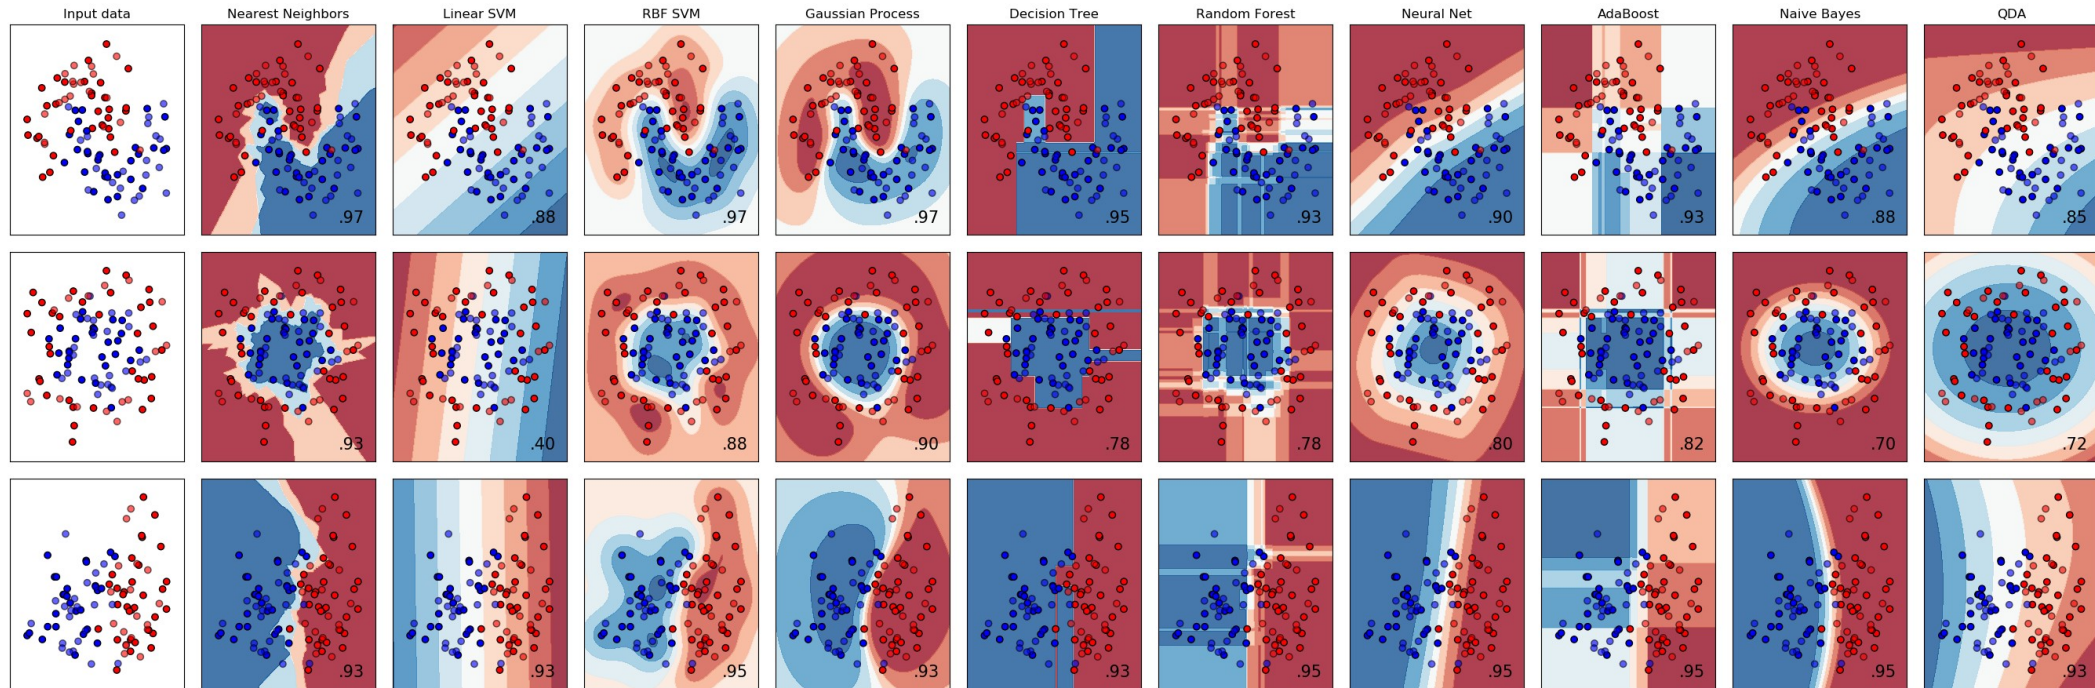 Input data Nearest Neighbors Linear SVM RBF SVM Gaussian Process Decision Tree Random Forest Neural Net AdaBoost Naive Bayes QDA
.97 .88 .97 .97 .95 .93 .90 .93 .88 .85
.93 .40 .88 .90 .78 .78 .80 .82 .70 .72
.93 .93 .95 .93 .93 .95 .95 .95 .95 .93